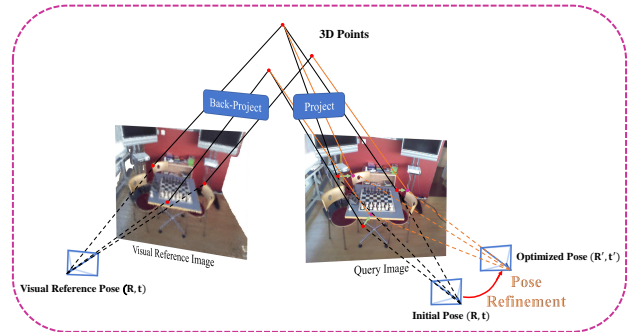 3D Points
Back-Project
Project
Visual Reference Image
Query Image
Optimized Pose (R′, t′)
Pose
Refinement
Visual Reference Pose (R, t)
Initial Pose (R, t)